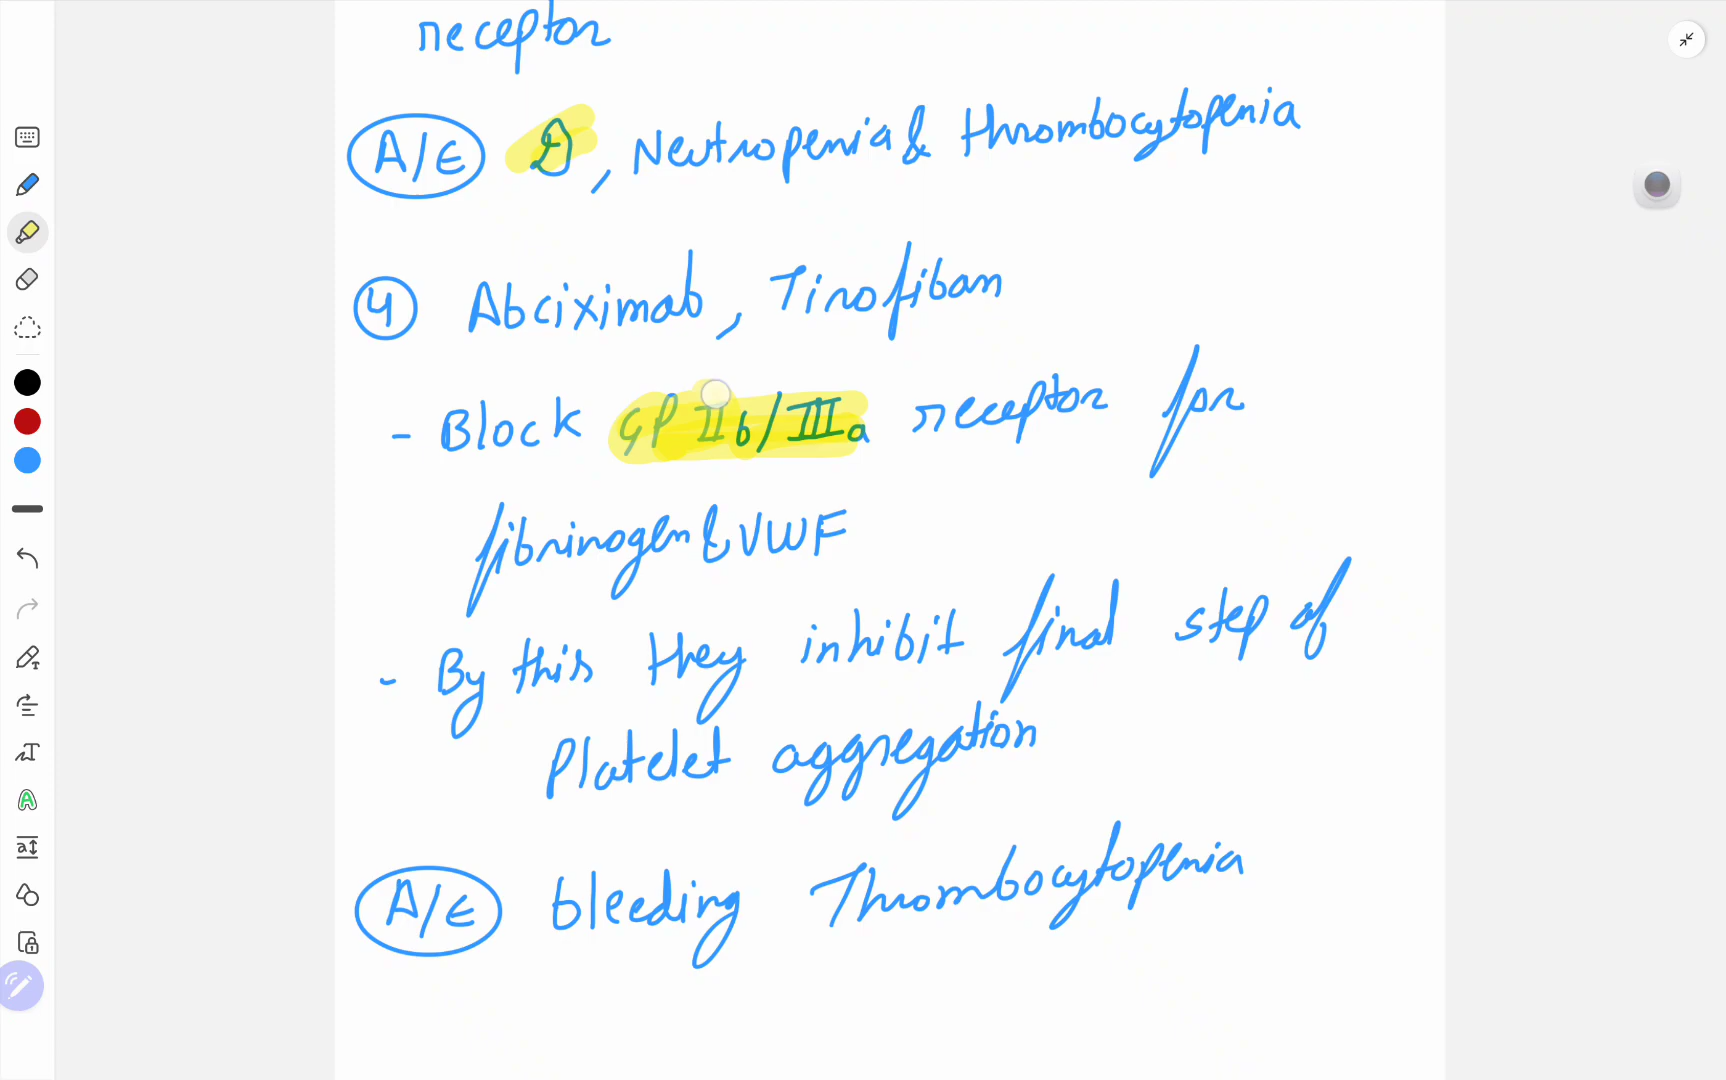 receptor
A/E D, Neutropenia & thrombocytopenia
4 Abciximab, Tirofiban
- Block GP IIb/IIIa receptor for
fibrinogen & VWF
- By this they inhibit final step of
Platelet aggregation
A/E bleeding Thrombocytopenia